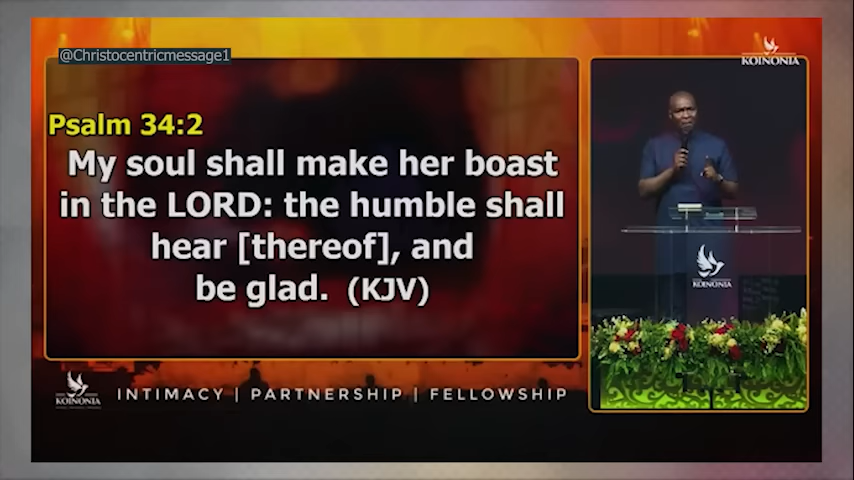 @Christocentricmessage1
KOINONIA
Psalm 34:2
My soul shall make her boast
in the LORD: the humble shall
hear [thereof], and
be glad. (KJV)
KOINONIA
KOINONIA
INTIMACY | PARTNERSHIP | FELLOWSHIP